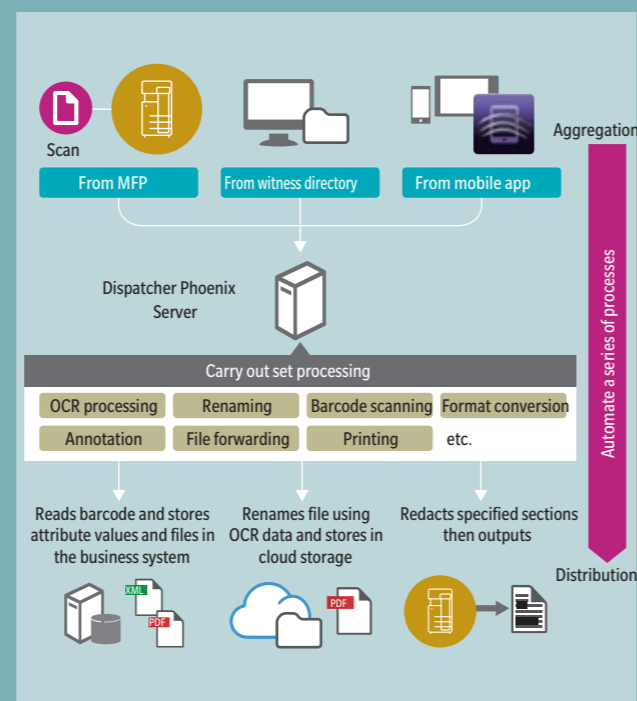 Scan
Aggregation
From MFP
From witness directory
From mobile app
Dispatcher Phoenix
Server
Automate a series of processes
Carry out set processing
OCR processing
Renaming
Barcode scanning
Format conversion
Annotation
File forwarding
Printing
etc.
Reads barcode and stores
attribute values and files in
the business system
Renames file using
OCR data and stores in
cloud storage
Redacts specified sections
then outputs
Distribution
XML
PDF
PDF